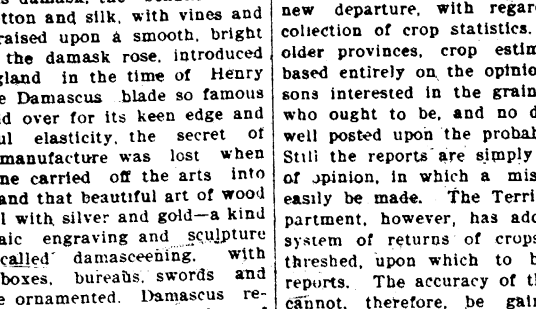 tton and silk, with vines and
raised upon a smooth, bright
the damask rose, introduced
gland in the time of Henry
e Damascus blade so famous
d over for its keen edge and
ul elasticity, the secret of
manufacture was lost when
ne carried off the arts into
and that beautiful art of wood
l with silver and gold—a kind
aic engraving and sculpture
called damasceening, with
boxes, bureaus, swords and
e ornamented. Damascus re-
new departure, with regar
collection of crop statistics.
older provinces, crop estim
based entirely on the opinio
sons interested in the grain
who ought to be, and no d
well posted upon the probab
Still the reports are simply
of opinion, in which a mis
easily be made. The Terri
partment, however, has ado
system of returns of crops
threshed, upon which to b
reports. The accuracy of t
cannot, therefore, be gain